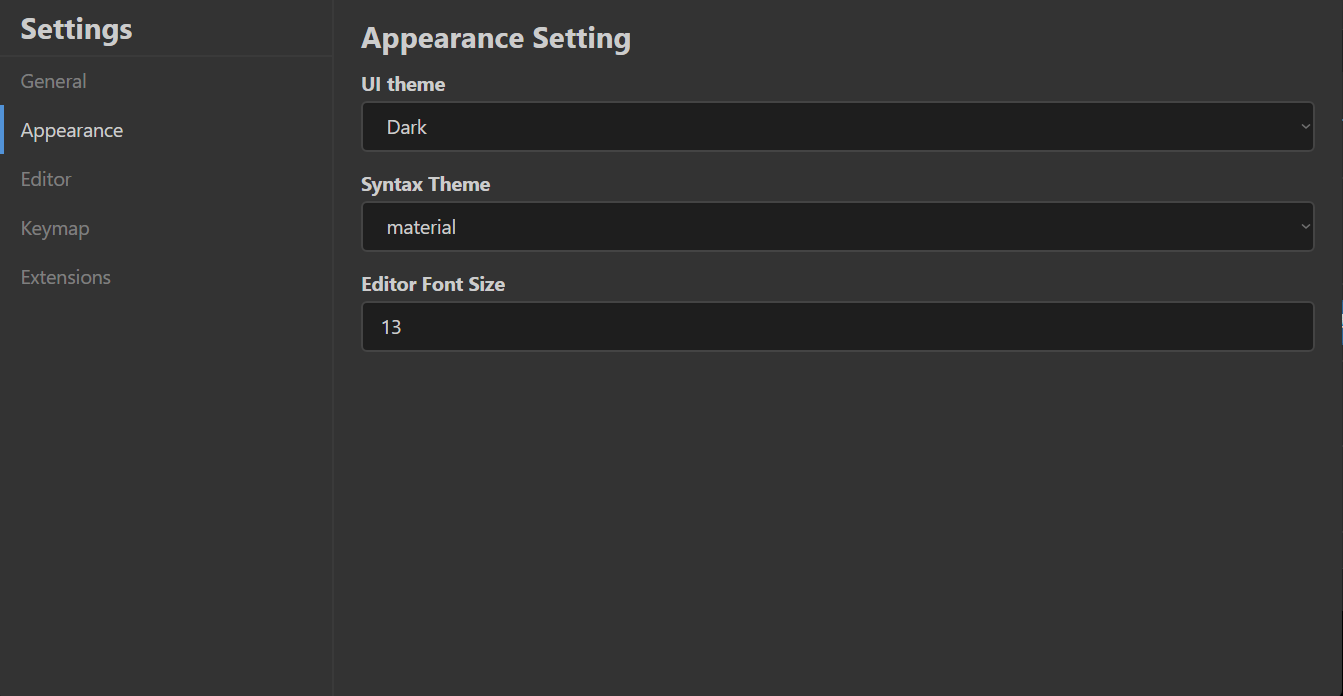 Settings
General
Appearance
Editor
Keymap
Extensions
Appearance Setting
UI theme
Dark
Syntax Theme
material
Editor Font Size
13